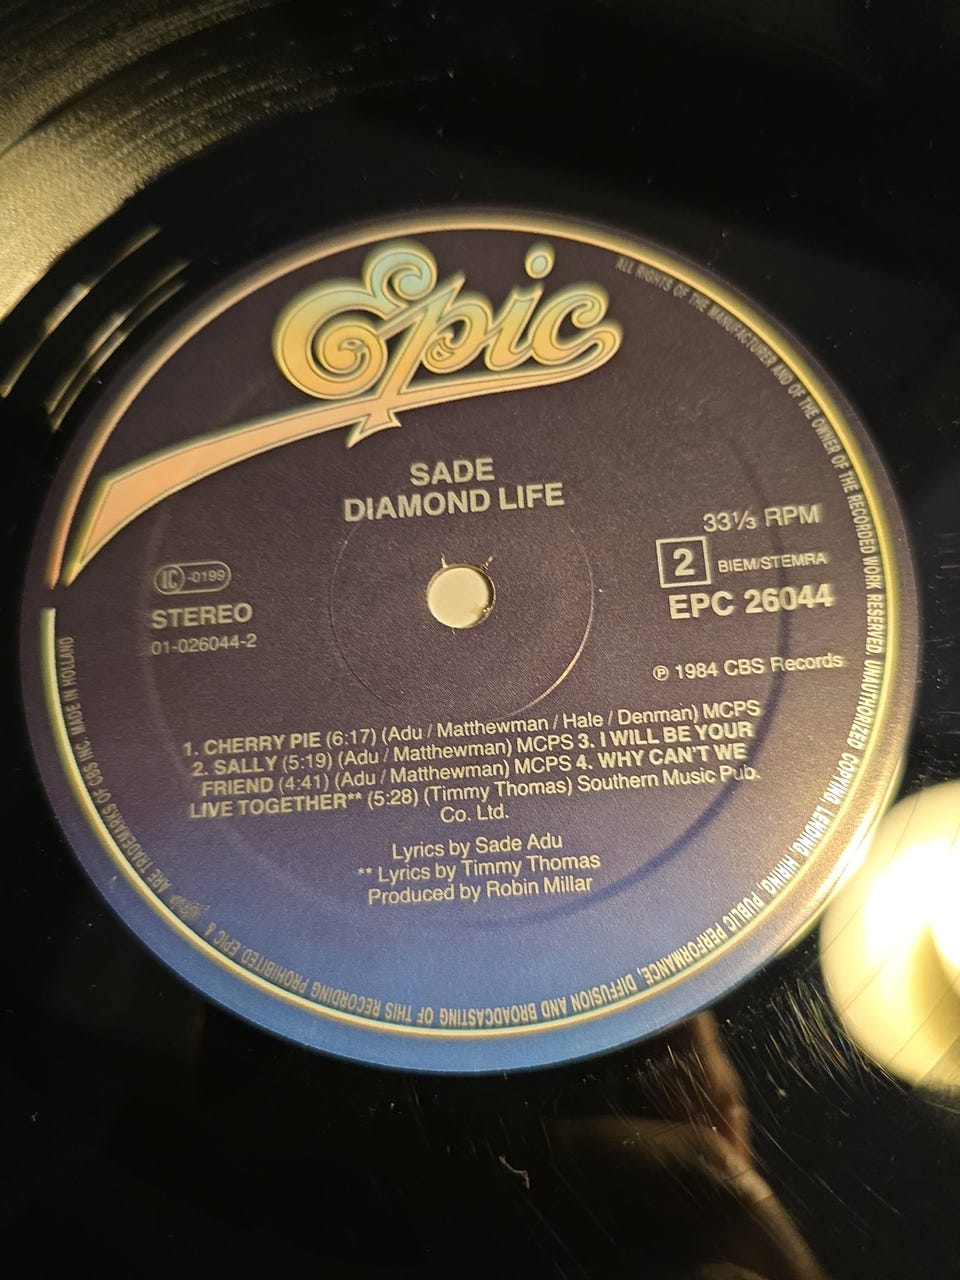 Epic
SADE
DIAMOND LIFE
33⅓ RPM
2 BIEM/STEMRA
EPC 26044
IC -0199
STEREO
01-026044-2
℗ 1984 CBS Records
1. CHERRY PIE (6:17) (Adu / Matthewman / Hale / Denman) MCPS
2. SALLY (5:19) (Adu / Matthewman) MCPS 3. I WILL BE YOUR
FRIEND (4:41) (Adu / Matthewman) MCPS 4. WHY CAN'T WE
LIVE TOGETHER** (5:28) (Timmy Thomas) Southern Music Pub.
Co. Ltd.
Lyrics by Sade Adu
** Lyrics by Timmy Thomas
Produced by Robin Millar
ALL RIGHTS OF THE MANUFACTURER AND OF THE OWNER OF THE RECORDED WORK RESERVED. UNAUTHORIZED COPYING, LENDING, HIRING, PUBLIC PERFORMANCE, DIFFUSION AND BROADCASTING OF THIS RECORDING PROHIBITED. EPIC & ARE TRADEMARKS OF CBS INC. MADE IN HOLLAND